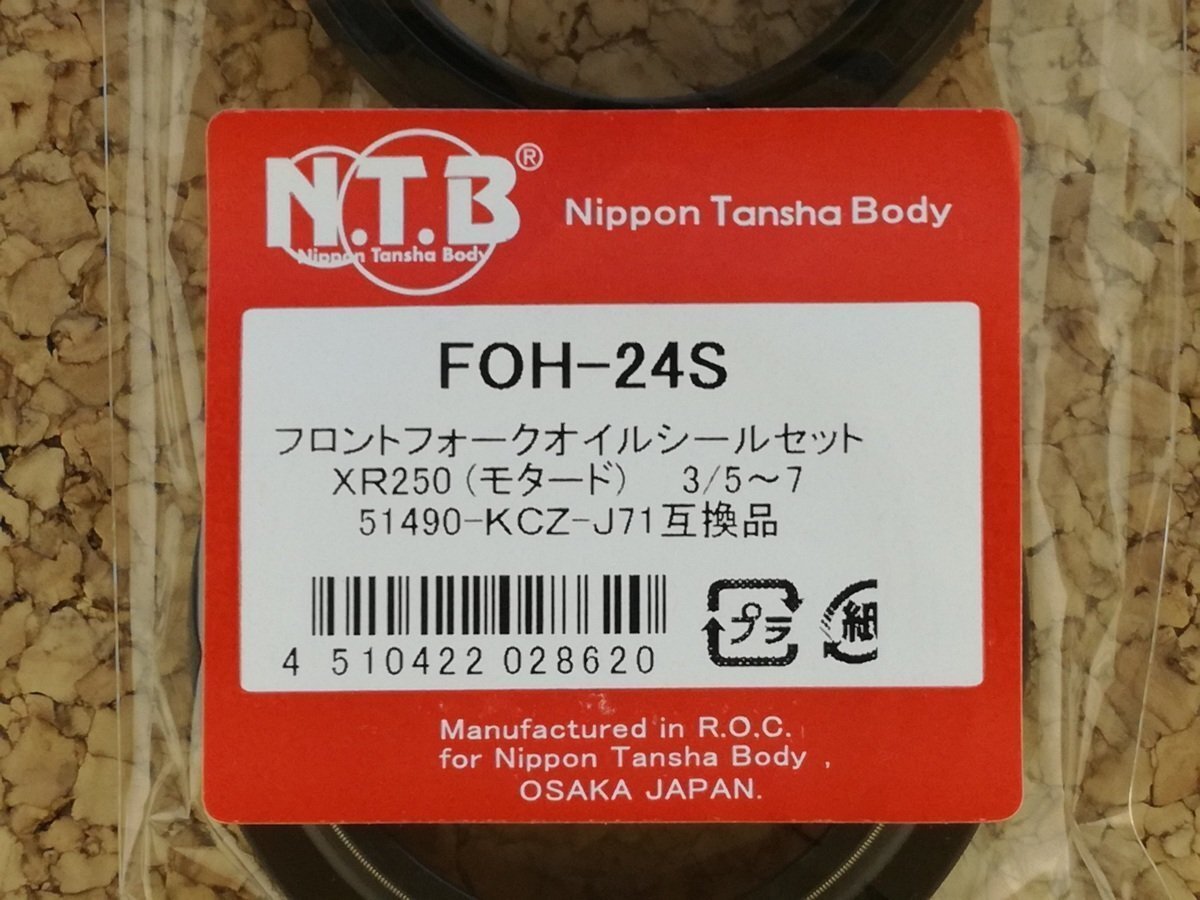 N.T.B®
Nippon Tansha Body
Nippon Tansha Body
FOH-24S
フロントフォークオイルシールセット
XR250(モタード) 3/5〜7
51490-KCZ-J71互換品
4 510422 028620
プラ
紙
Manufactured in R.O.C.
for Nippon Tansha Body ,
OSAKA JAPAN.